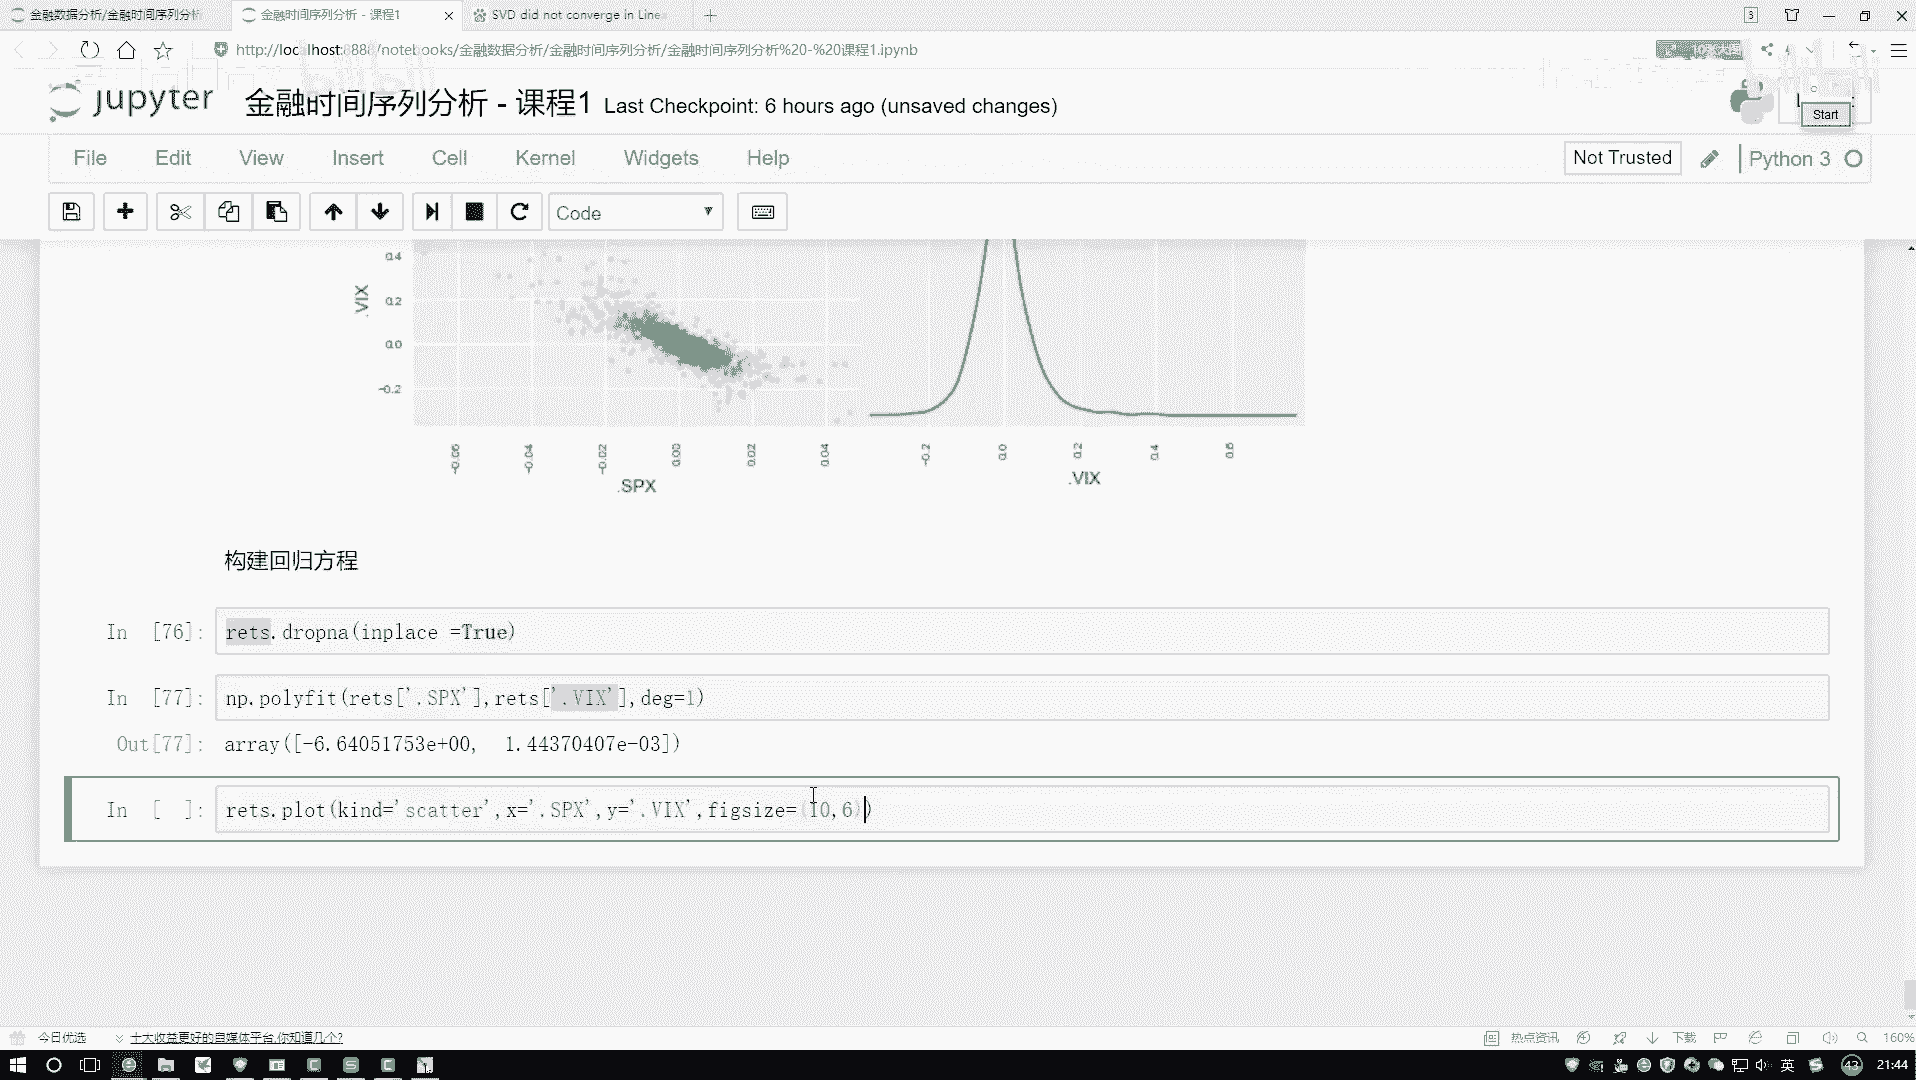 金融数据分析/金融时间序列分析
金融时间序列分析 - 课程1
SVD did not converge in Line
3
http://localhost:8888/notebooks/金融数据分析/金融时间序列分析/金融时间序列分析%20-%20课程1.ipynb
jupyter
金融时间序列分析 - 课程1
Last Checkpoint: 6 hours ago (unsaved changes)
Start
File Edit View Insert Cell Kernel Widgets Help
Not Trusted
Python 3
Code
0.4
0.2
0.0
-0.2
.VIX
-0.06 -0.04 -0.02 0.00 0.02 0.04
-0.2 0.0 0.2 0.4 0.6
.SPX
.VIX
构建回归方程
In [76]: rets.dropna(inplace =True)
In [77]: np.polyfit(rets['.SPX'],rets['.VIX'],deg=1)
Out[77]: array([-6.64051753e+00, 1.44370407e-03])
In [ ]: rets.plot(kind='scatter',x='.SPX',y='.VIX',figsize=(10,6))
今日优选
十大收益更好的自媒体平台,你知道几个?
热点资讯
下载
160%
英
43
21:44